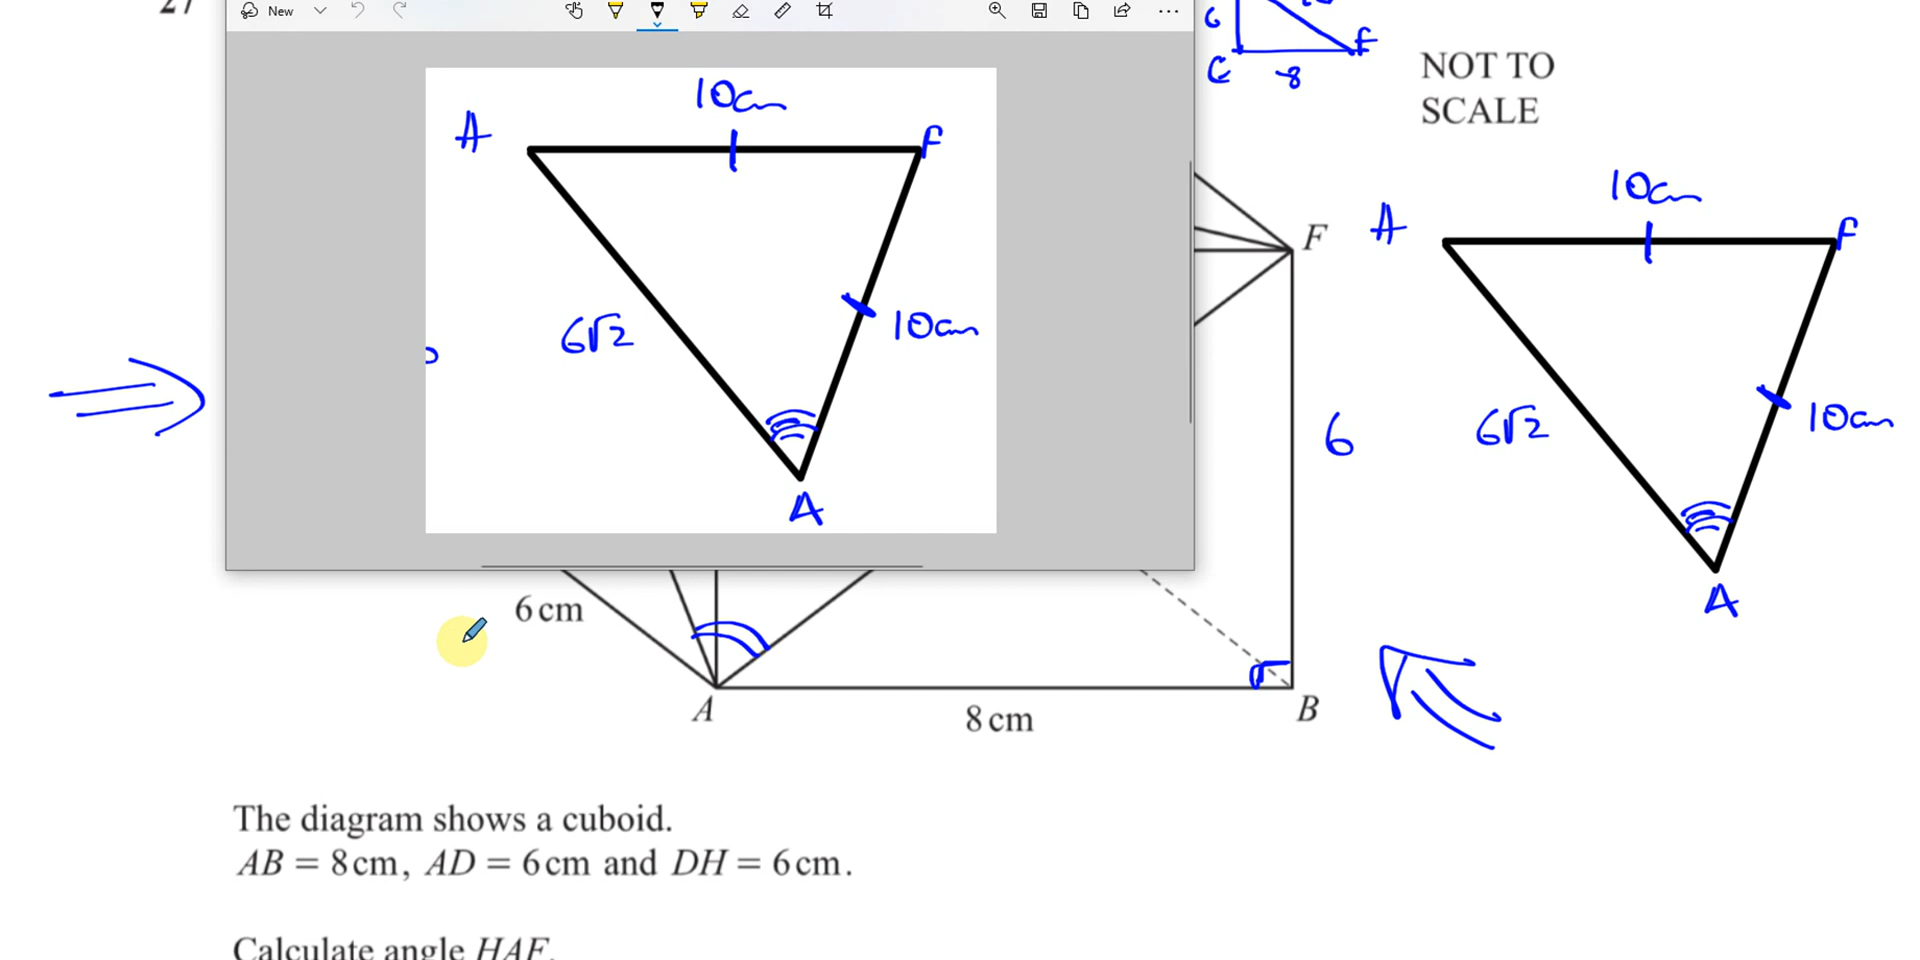 27
New
6
F
C
8
NOT TO
SCALE
10cm
A
F
6√2
10cm
A
10cm
A
F
6√2
10cm
A
F
6
6 cm
A
8 cm
B
The diagram shows a cuboid.
AB = 8 cm, AD = 6 cm and DH = 6 cm.
Calculate angle HAF.